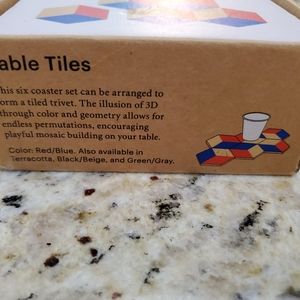 able Tiles
his six coaster set can be arranged to
orm a tiled trivet. The illusion of 3D
through color and geometry allows for
endless permutations, encouraging
playful mosaic building on your table.
Color: Red/Blue. Also available in
Terracotta, Black/Beige, and Green/Gray.